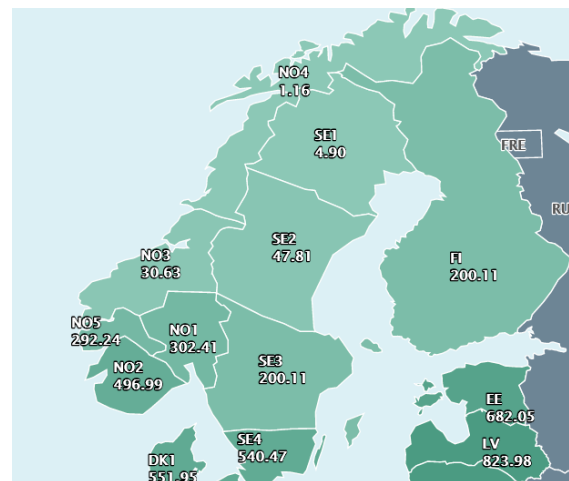 NO4
1.16
SE1
4.90
FRE
RU
SE2
47.81
NO3
30.63
FI
200.11
NO5
292.24
NO1
302.41
NO2
496.99
SE3
200.11
EE
682.05
SE4
540.47
LV
823.98
DK1
551.95